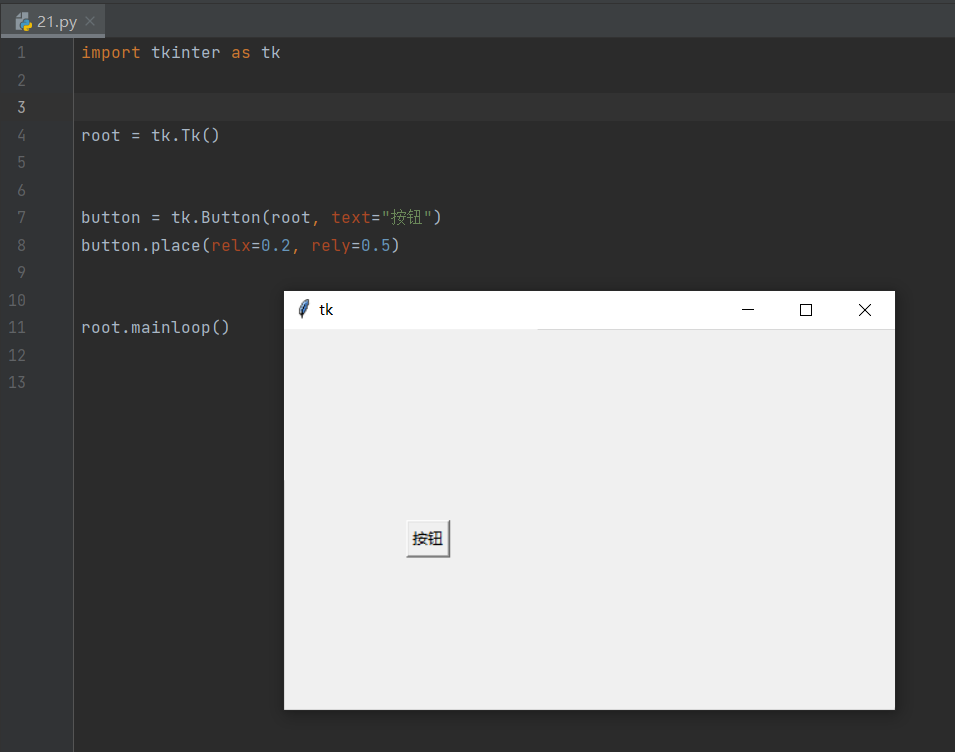 21.py
1 import tkinter as tk
2
3
4 root = tk.Tk()
5
6
7 button = tk.Button(root, text="按钮")
8 button.place(relx=0.2, rely=0.5)
9
10
11 root.mainloop()
12
13
tk
按钮